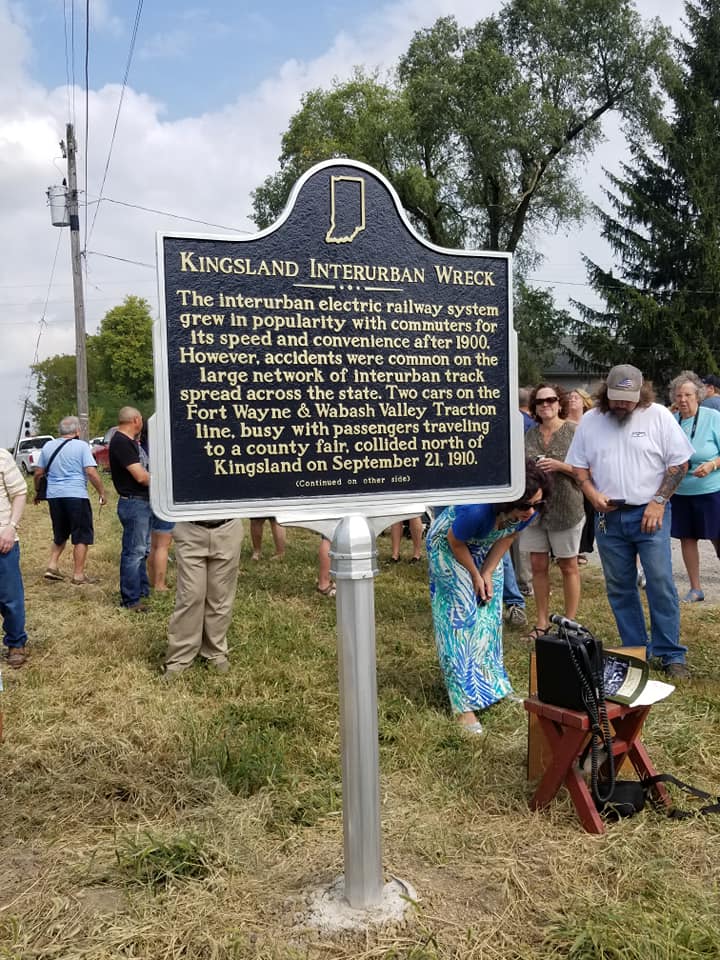 Kingsland Interurban Wreck
The interurban electric railway system
grew in popularity with commuters for
its speed and convenience after 1900.
However, accidents were common on the
large network of interurban track
spread across the state. Two cars on the
Fort Wayne & Wabash Valley Traction
line, busy with passengers traveling
to a county fair, collided north of
Kingsland on September 21, 1910.
(Continued on other side)